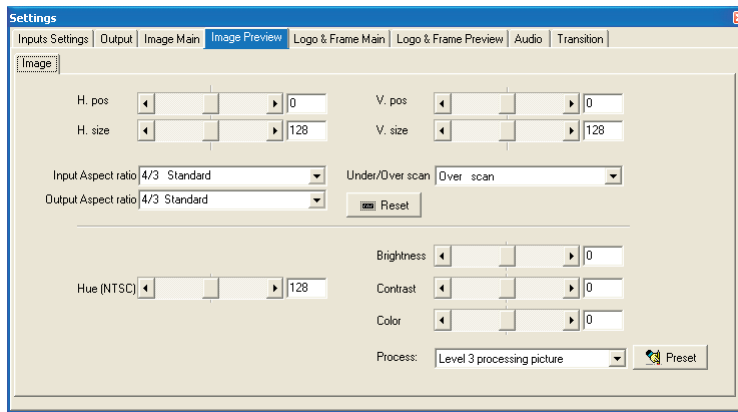 Settings
Inputs Settings Output Image Main Image Preview Logo & Frame Main Logo & Frame Preview Audio Transition
Image
H. pos 0 V. pos 0
H. size 128 V. size 128
Input Aspect ratio 4/3 Standard Under/Over scan Over scan
Output Aspect ratio 4/3 Standard Reset
Brightness 0
Hue (NTSC) 128 Contrast 0
Color 0
Process: Level 3 processing picture Preset